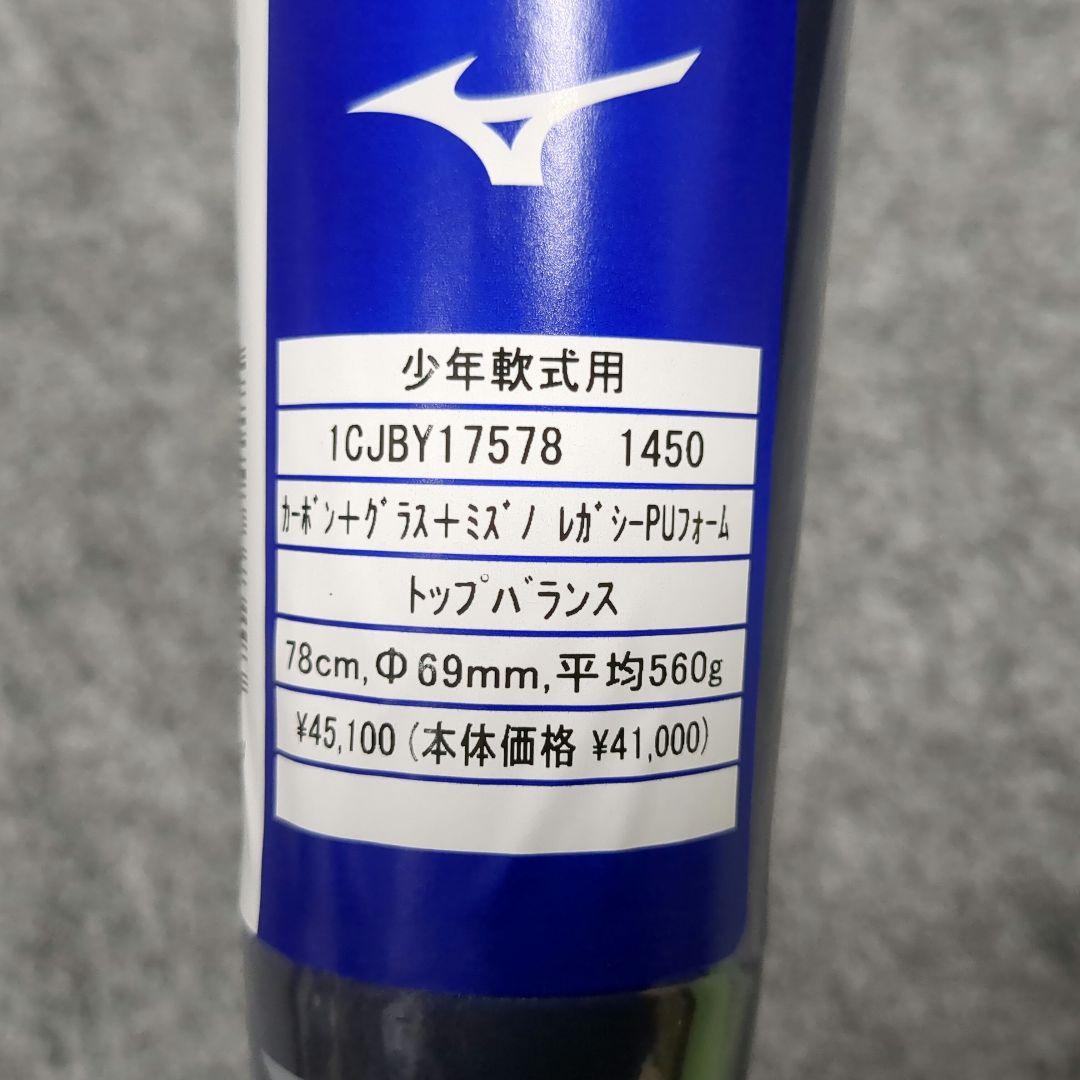 少年軟式用
1CJBY17578 1450
ｶｰﾎﾞﾝ＋ｸﾞﾗｽ＋ﾐｽﾞﾉ ﾚｶﾞｼｰPUﾌｫｰﾑ
トップバランス
78cm,Φ69mm,平均560g
¥45,100 (本体価格 ¥41,000)